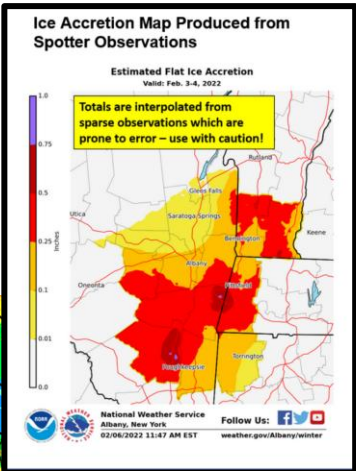 Ice Accretion Map Produced from
Spotter Observations
Estimated Flat Ice Accretion
Valid: Feb. 3-4, 2022
Totals are interpolated from
sparse observations which are
prone to error – use with caution!
1.0
0.75
0.5
0.25
0.1
0.01
0.0
Inches
Rutland
Glens Falls
Utica
Saratoga Springs
Keene
Bennington
Albany
Oneonta
Pittsfield
Poughkeepsie
Torrington
National Weather Service
Albany, New York
02/06/2022 11:47 AM EST
Follow Us:
weather.gov/Albany/winter